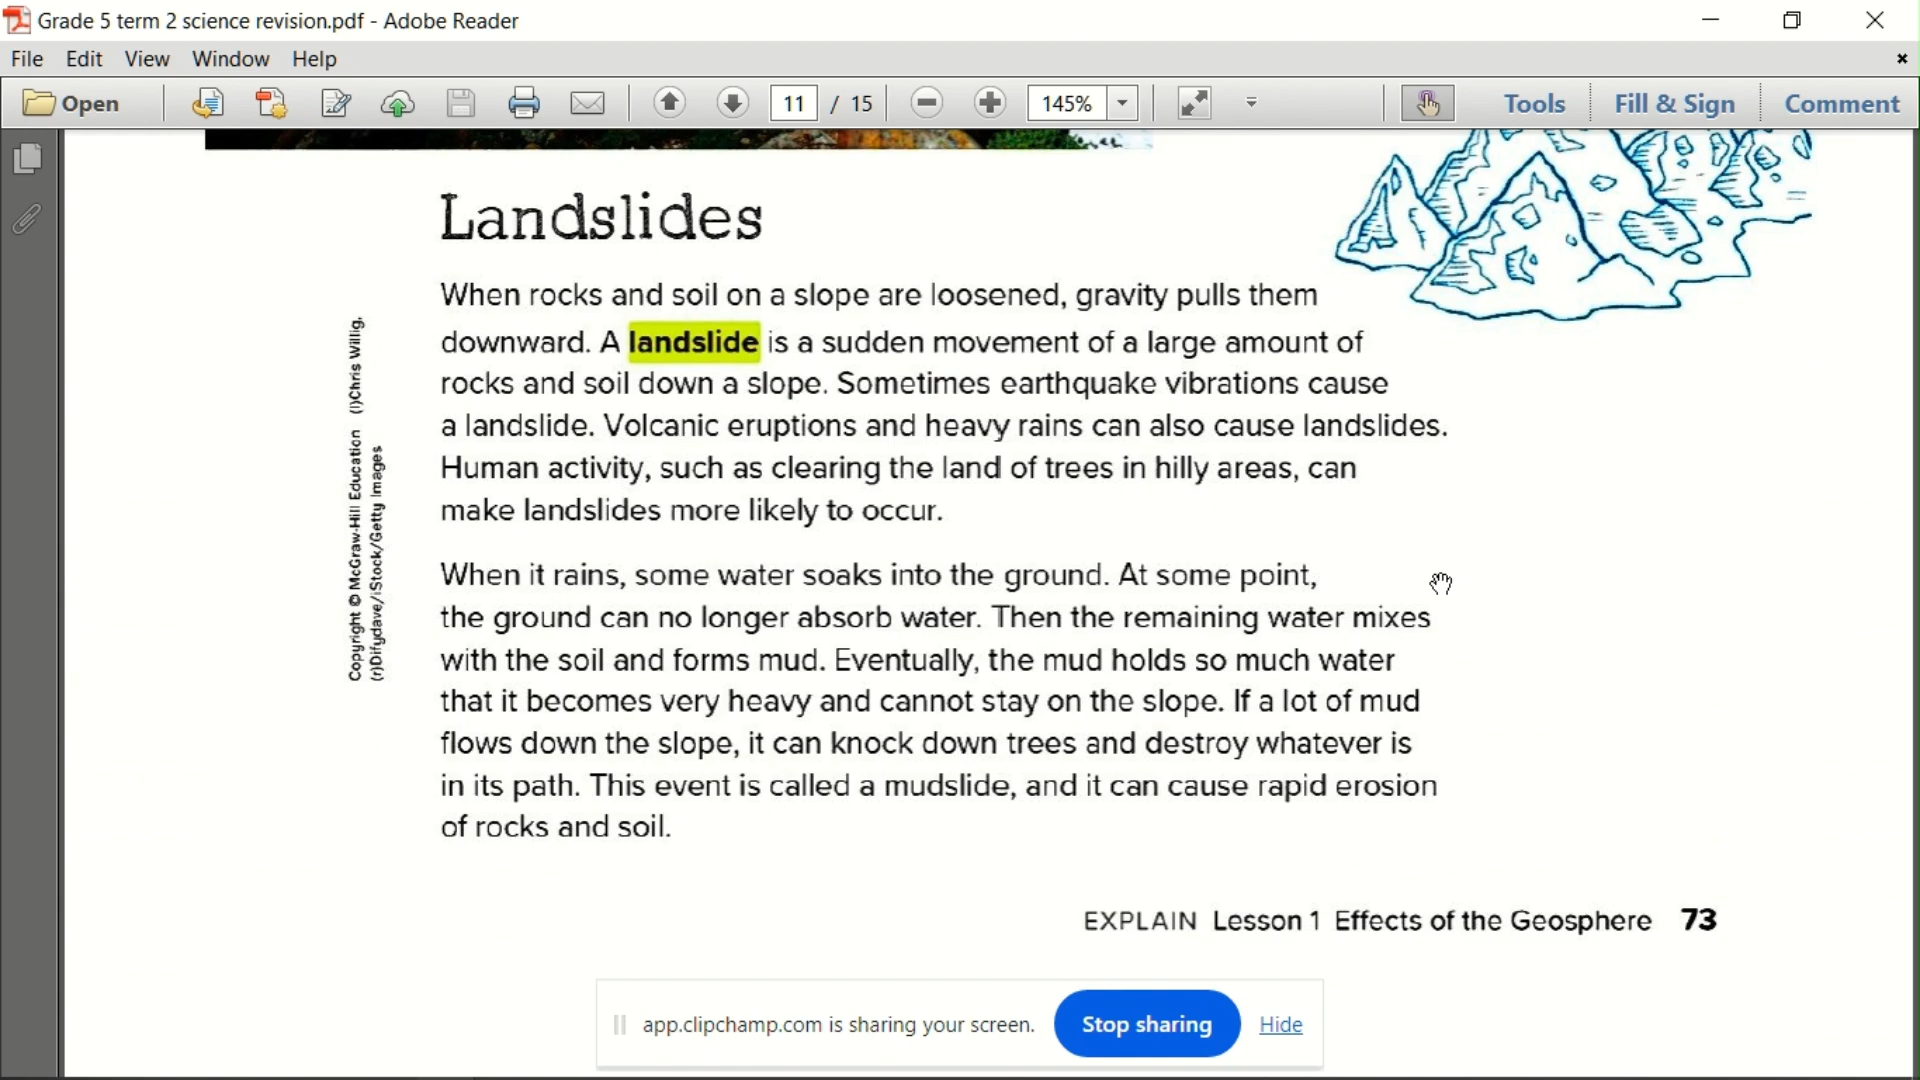 Grade 5 term 2 science revision.pdf - Adobe Reader
File Edit View Window Help
Open 11 / 15 145% Tools Fill & Sign Comment
Landslides
When rocks and soil on a slope are loosened, gravity pulls them
downward. A landslide is a sudden movement of a large amount of
rocks and soil down a slope. Sometimes earthquake vibrations cause
a landslide. Volcanic eruptions and heavy rains can also cause landslides.
Human activity, such as clearing the land of trees in hilly areas, can
make landslides more likely to occur.
When it rains, some water soaks into the ground. At some point,
the ground can no longer absorb water. Then the remaining water mixes
with the soil and forms mud. Eventually, the mud holds so much water
that it becomes very heavy and cannot stay on the slope. If a lot of mud
flows down the slope, it can knock down trees and destroy whatever is
in its path. This event is called a mudslide, and it can cause rapid erosion
of rocks and soil.
Copyright © McGraw-Hill Education (l)Chris Willig,
(r)Difydave/iStock/Getty Images
EXPLAIN Lesson 1 Effects of the Geosphere 73
app.clipchamp.com is sharing your screen. Stop sharing Hide